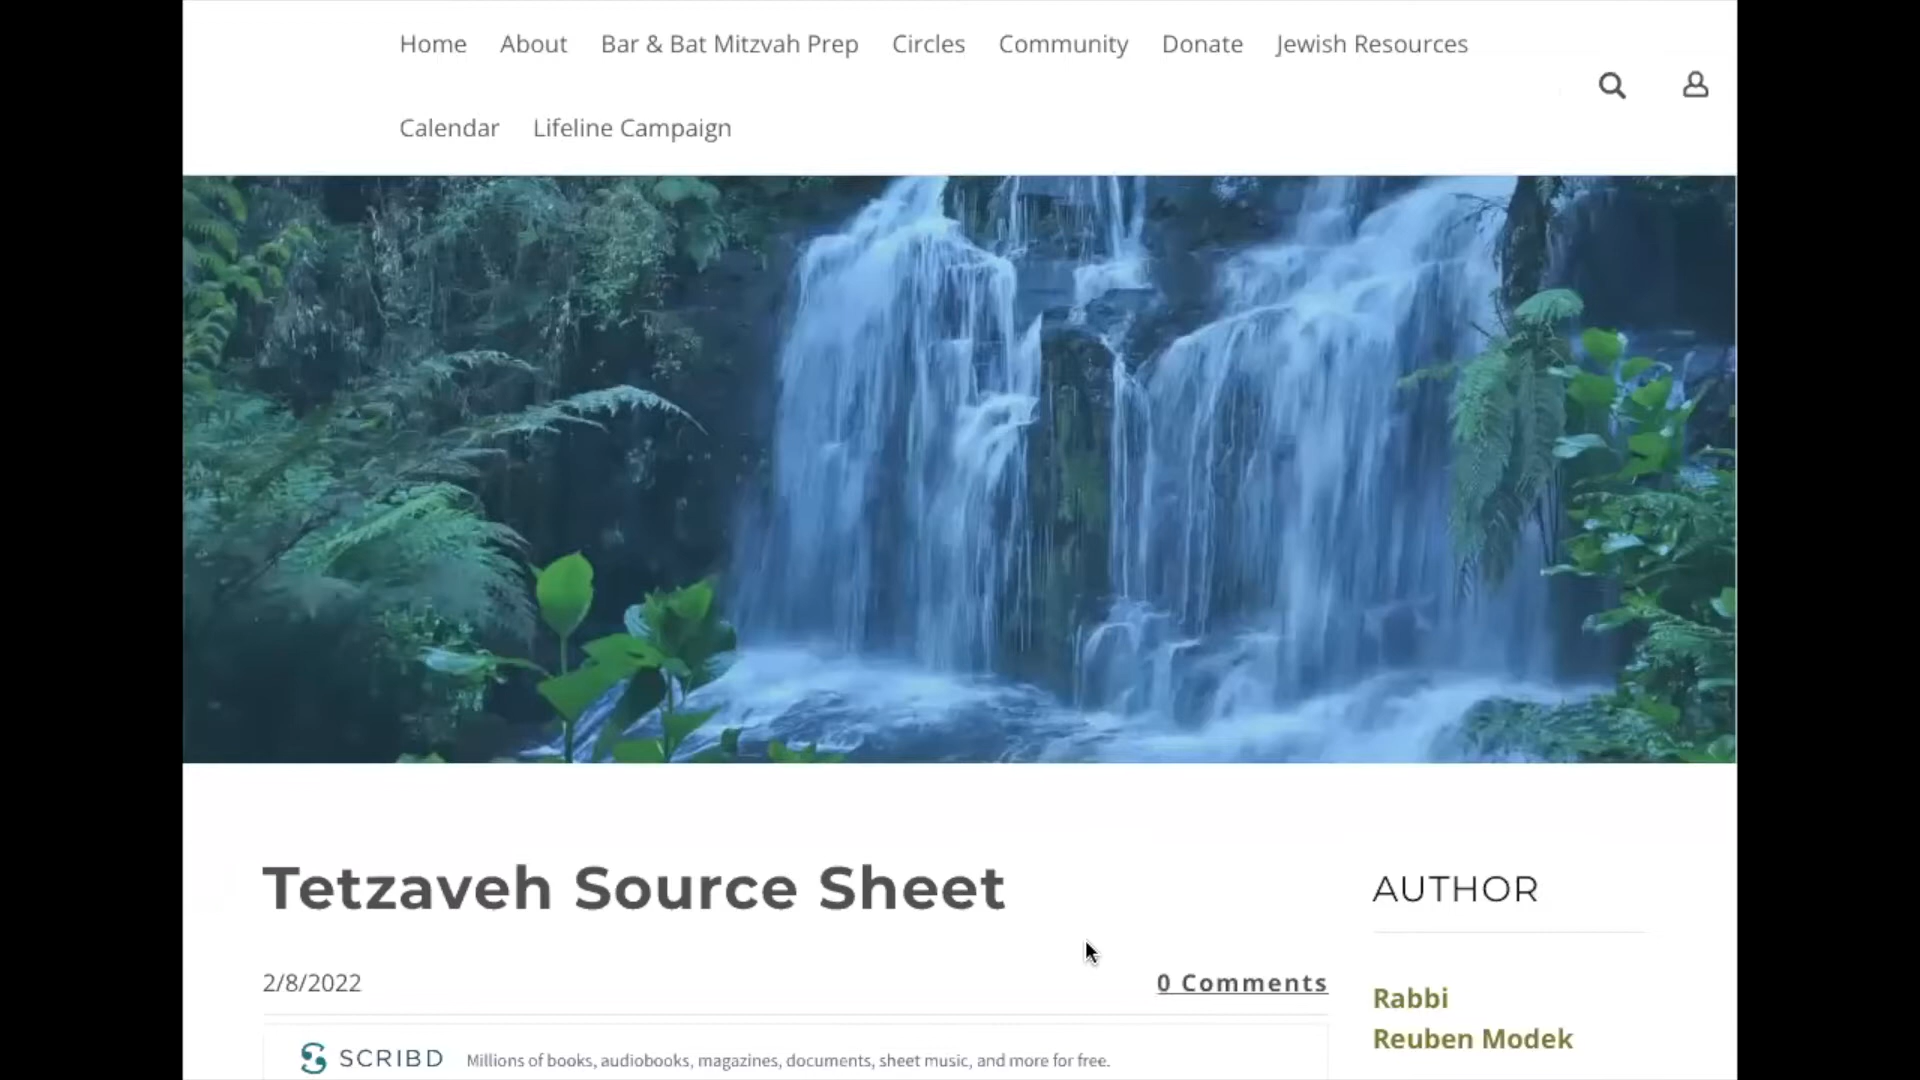 Home About Bar & Bat Mitzvah Prep Circles Community Donate Jewish Resources
Calendar Lifeline Campaign
Tetzaveh Source Sheet
2/8/2022 0 Comments
SCRIBD Millions of books, audiobooks, magazines, documents, sheet music, and more for free.
AUTHOR
Rabbi
Reuben Modek